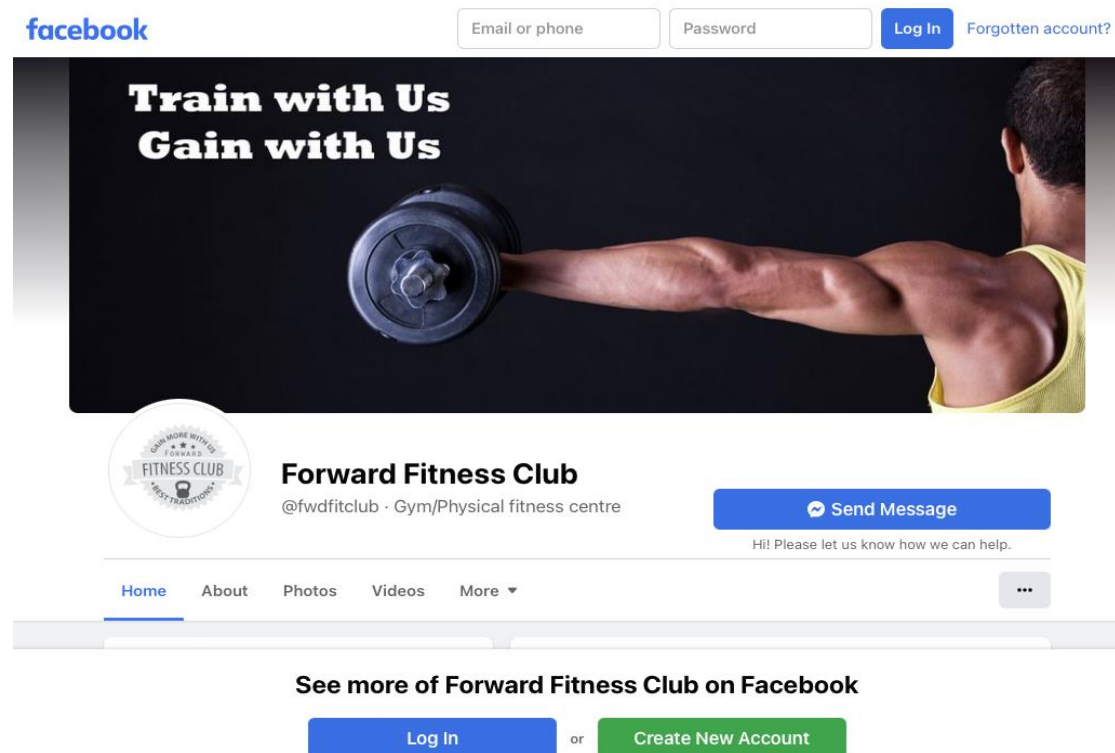 facebook
Email or phone
Password
Log In
Forgotten account?
Train with Us
Gain with Us
GAIN MORE WITH US
FORWARD
FITNESS CLUB
BEST TRADITIONS
Forward Fitness Club
@fwdfitclub · Gym/Physical fitness centre
Send Message
Hi! Please let us know how we can help.
Home About Photos Videos More
See more of Forward Fitness Club on Facebook
Log In or Create New Account